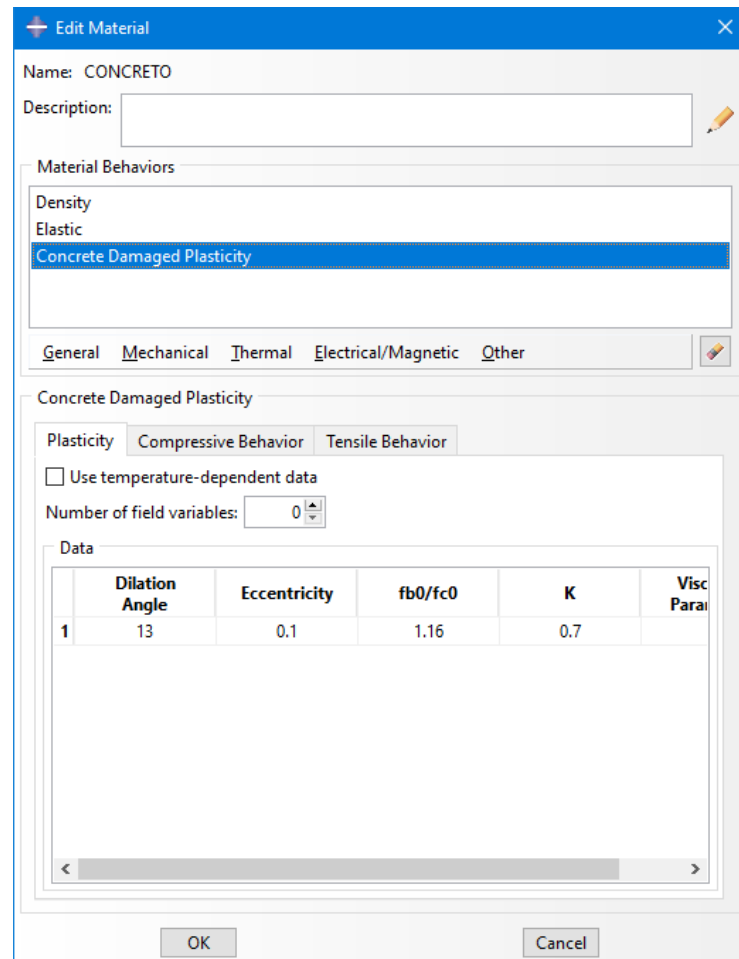 Edit Material
Name: CONCRETO
Description:
Material Behaviors
Density
Elastic
Concrete Damaged Plasticity
General Mechanical Thermal Electrical/Magnetic Other
Concrete Damaged Plasticity
Plasticity Compressive Behavior Tensile Behavior
Use temperature-dependent data
Number of field variables: 0
Data
Dilation Angle Eccentricity fb0/fc0 K Visc Para
1 13 0.1 1.16 0.7
OK Cancel